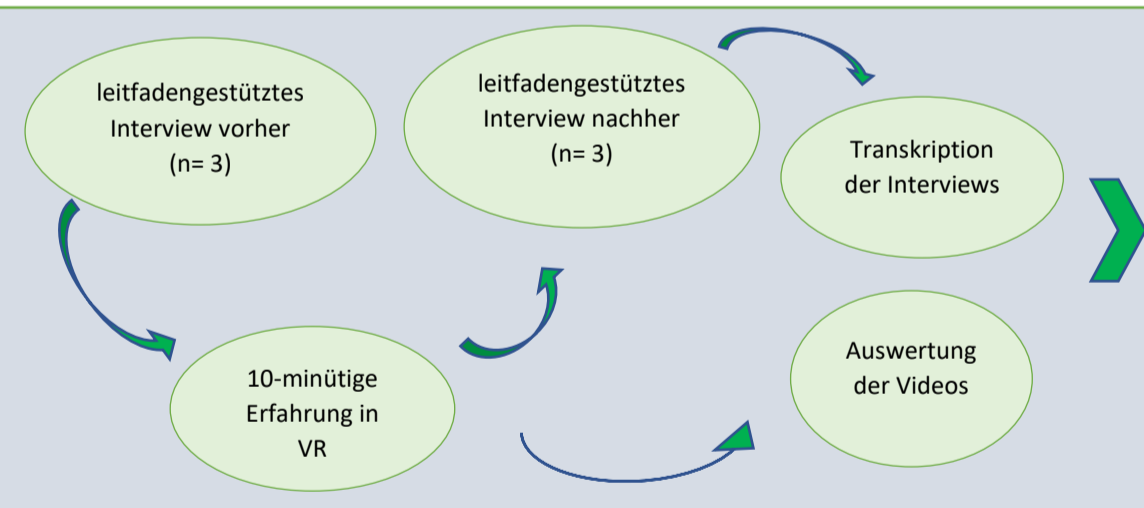 leitfadengestütztes
Interview vorher
(n= 3)
leitfadengestütztes
Interview nachher
(n= 3)
Transkription
der Interviews
10-minütige
Erfahrung in
VR
Auswertung
der Videos